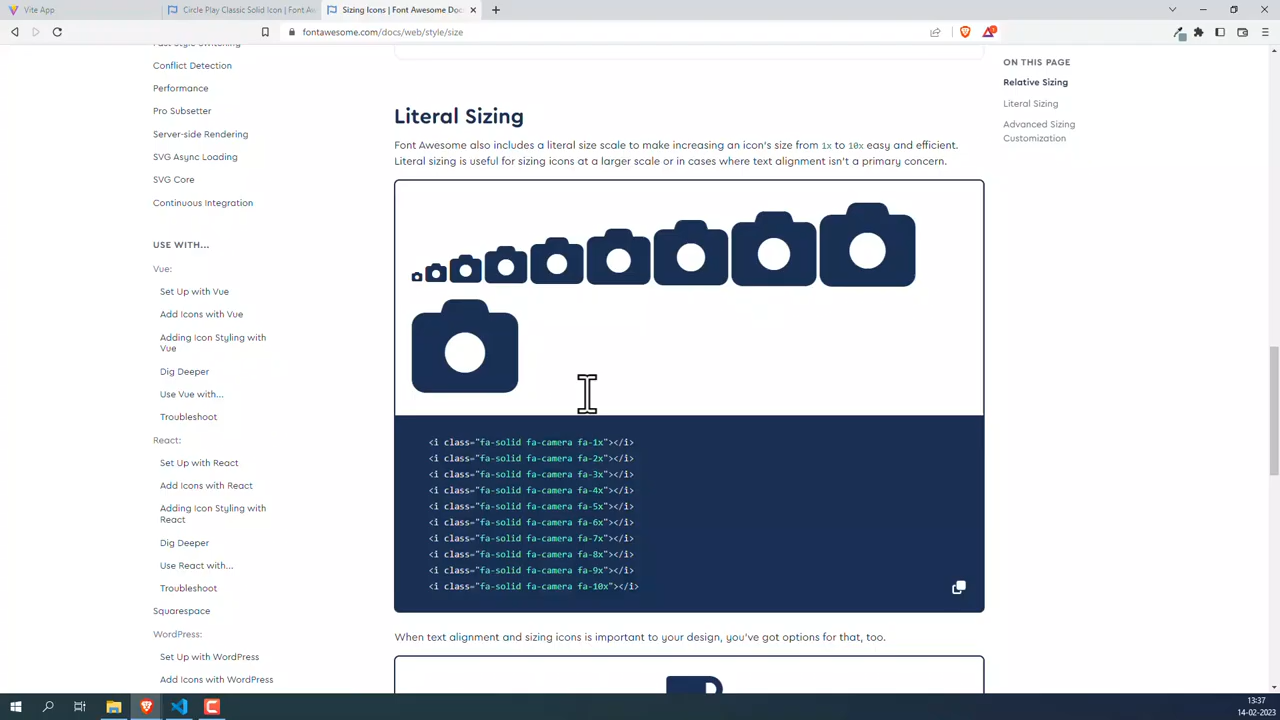 Vite App
Circle Play Classic Solid Icon | Font Aw
Sizing Icons | Font Awesome Doc
fontawesome.com/docs/web/style/size
Fast Style Switching
Conflict Detection
Performance
Pro Subsetter
Server-side Rendering
SVG Async Loading
SVG Core
Continuous Integration
USE WITH...
Vue:
Set Up with Vue
Add Icons with Vue
Adding Icon Styling with
Vue
Dig Deeper
Use Vue with...
Troubleshoot
React:
Set Up with React
Add Icons with React
Adding Icon Styling with
React
Dig Deeper
Use React with...
Troubleshoot
Squarespace
WordPress:
Set Up with WordPress
Add Icons with WordPress
Literal Sizing
Font Awesome also includes a literal size scale to make increasing an icon's size from 1x to 10x easy and efficient.
Literal sizing is useful for sizing icons at a larger scale or in cases where text alignment isn't a primary concern.
<i class="fa-solid fa-camera fa-1x"></i>
<i class="fa-solid fa-camera fa-2x"></i>
<i class="fa-solid fa-camera fa-3x"></i>
<i class="fa-solid fa-camera fa-4x"></i>
<i class="fa-solid fa-camera fa-5x"></i>
<i class="fa-solid fa-camera fa-6x"></i>
<i class="fa-solid fa-camera fa-7x"></i>
<i class="fa-solid fa-camera fa-8x"></i>
<i class="fa-solid fa-camera fa-9x"></i>
<i class="fa-solid fa-camera fa-10x"></i>
When text alignment and sizing icons is important to your design, you've got options for that, too.
ON THIS PAGE
Relative Sizing
Literal Sizing
Advanced Sizing
Customization
13:37
14-02-2023